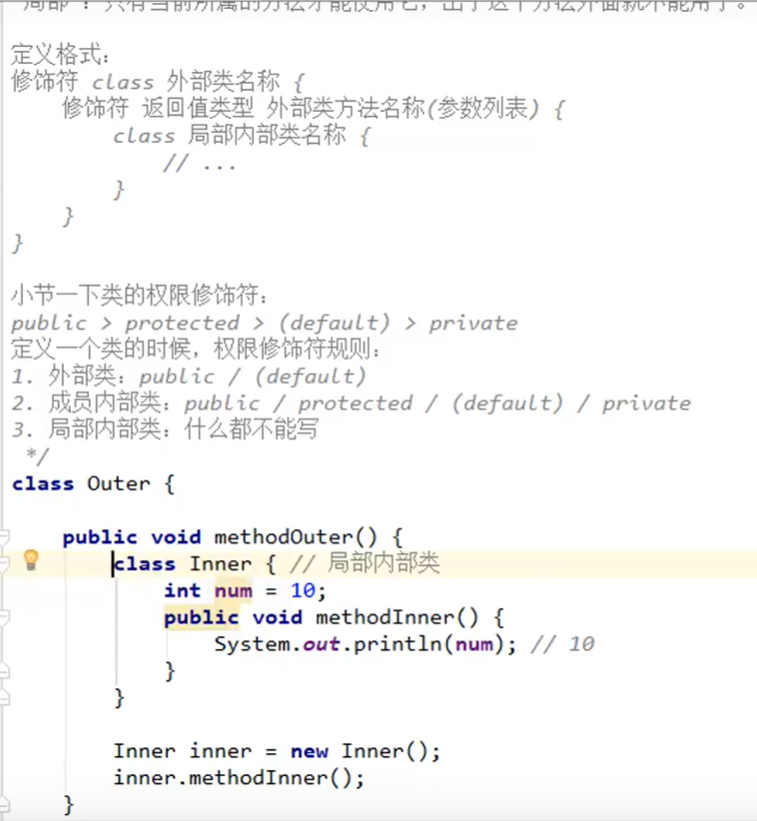 "局部"：只有当前所属的方法才能使用它，出了这个方法外面就不能用了。
定义格式：
修饰符 class 外部类名称 {
    修饰符 返回值类型 外部类方法名称(参数列表) {
        class 局部内部类名称 {
            // ...
        }
    }
}
小节一下类的权限修饰符：
public > protected > (default) > private
定义一个类的时候，权限修饰符规则：
1. 外部类：public / (default)
2. 成员内部类：public / protected / (default) / private
3. 局部内部类：什么都不能写
 */
class Outer {
    public void methodOuter() {
        class Inner { // 局部内部类
            int num = 10;
            public void methodInner() {
                System.out.println(num); // 10
            }
        }
        Inner inner = new Inner();
        inner.methodInner();
    }